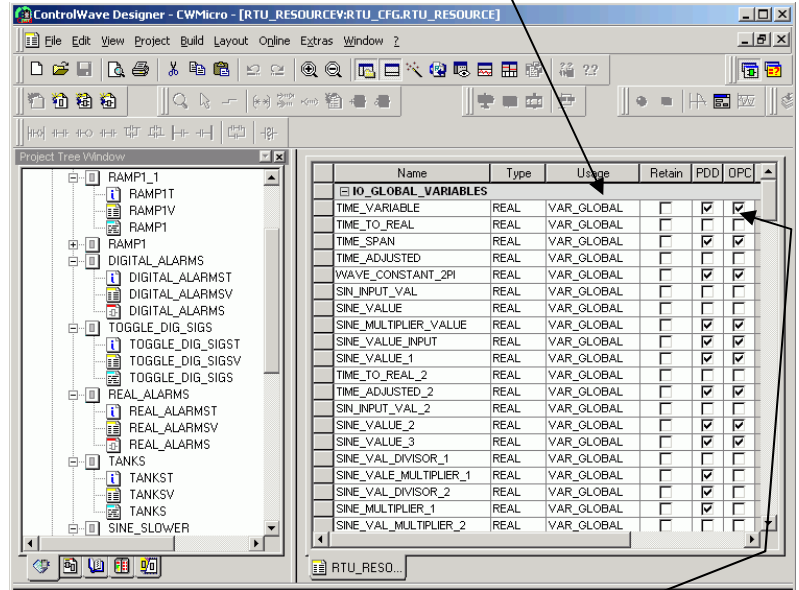 ControlWave Designer - CWMicro - [RTU_RESOURCEV:RTU_CFG.RTU_RESOURCE]
File Edit View Project Build Layout Online Extras Window ?
Project Tree Window
RAMP1_1
RAMP1T
RAMP1V
RAMP1
RAMP1
DIGITAL_ALARMS
DIGITAL_ALARMST
DIGITAL_ALARMSV
DIGITAL_ALARMS
TOGGLE_DIG_SIGS
TOGGLE_DIG_SIGST
TOGGLE_DIG_SIGSV
TOGGLE_DIG_SIGS
REAL_ALARMS
REAL_ALARMST
REAL_ALARMSV
REAL_ALARMS
TANKS
TANKST
TANKSV
TANKS
SINE_SLOWER
Name Type Usage Retain PDD OPC
IO_GLOBAL_VARIABLES
TIME_VARIABLE REAL VAR_GLOBAL
TIME_TO_REAL REAL VAR_GLOBAL
TIME_SPAN REAL VAR_GLOBAL
TIME_ADJUSTED REAL VAR_GLOBAL
WAVE_CONSTANT_2PI REAL VAR_GLOBAL
SIN_INPUT_VAL REAL VAR_GLOBAL
SINE_VALUE REAL VAR_GLOBAL
SINE_MULTIPLIER_VALUE REAL VAR_GLOBAL
SINE_VALUE_INPUT REAL VAR_GLOBAL
SINE_VALUE_1 REAL VAR_GLOBAL
TIME_TO_REAL_2 REAL VAR_GLOBAL
TIME_ADJUSTED_2 REAL VAR_GLOBAL
SIN_INPUT_VAL_2 REAL VAR_GLOBAL
SINE_VALUE_2 REAL VAR_GLOBAL
SINE_VALUE_3 REAL VAR_GLOBAL
SINE_VAL_DIVISOR_1 REAL VAR_GLOBAL
SINE_VALE_MULTIPLIER_1 REAL VAR_GLOBAL
SINE_VAL_DIVISOR_2 REAL VAR_GLOBAL
SINE_MULTIPLIER_1 REAL VAR_GLOBAL
SINE_VAL_MULTIPLIER_2 REAL VAR_GLOBAL
RTU_RESO...